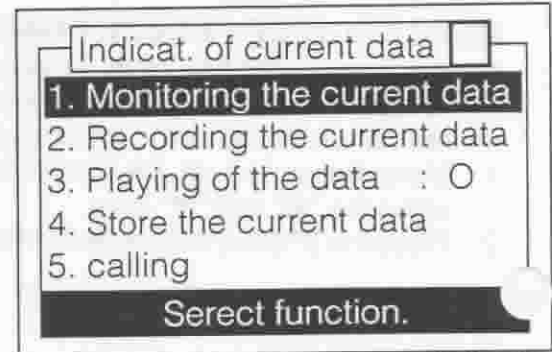 Indicat. of current data
1. Monitoring the current data
2. Recording the current data
3. Playing of the data : O
4. Store the current data
5. calling
Serect function.